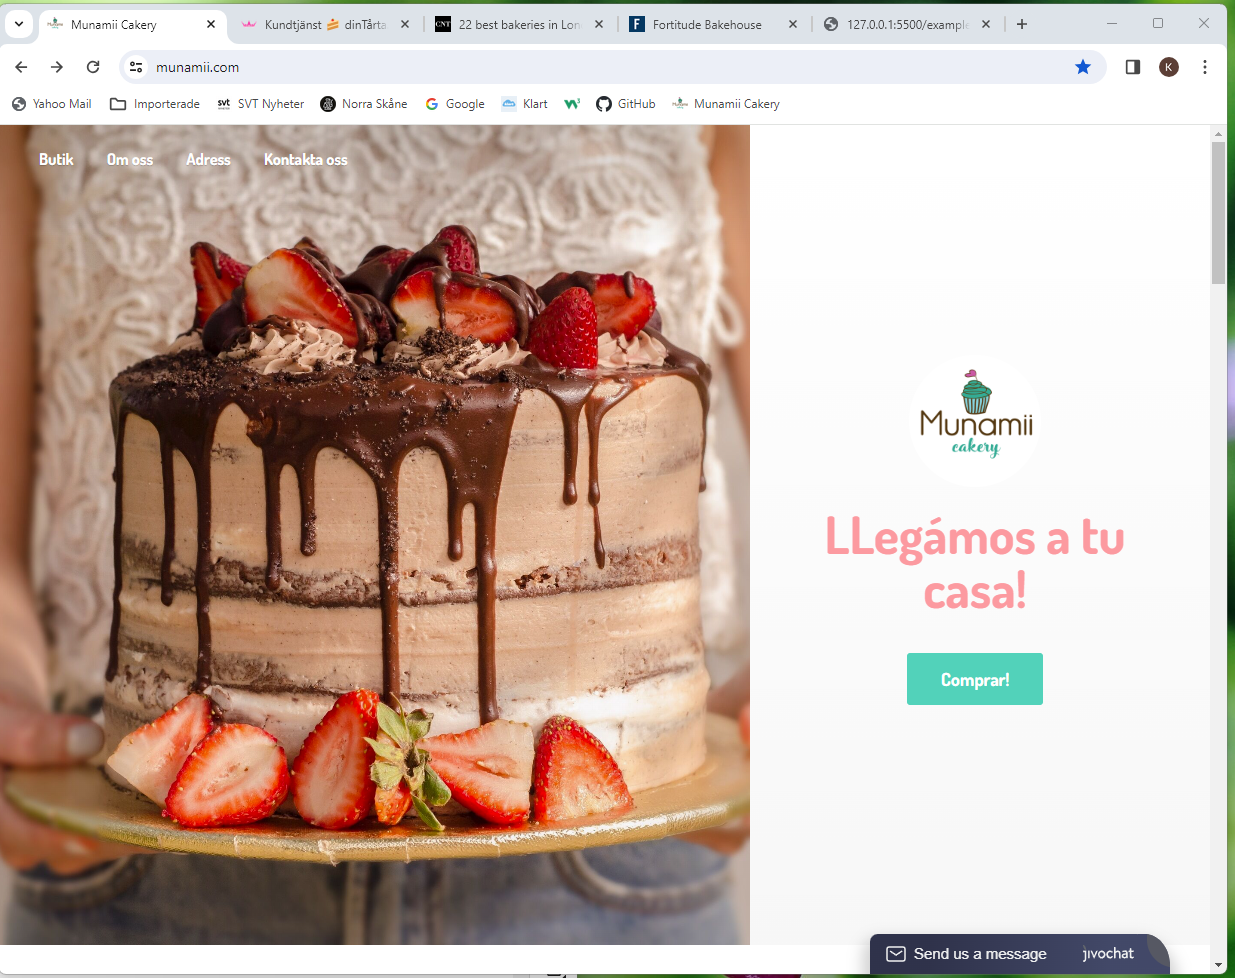 Munamii Cakery
Kundtjänst dinTårta
22 best bakeries in Lon
Fortitude Bakehouse
127.0.0.1:5500/example
munamii.com
K
Yahoo Mail
Importerade
svt
SVT Nyheter
Norra Skåne
Google
Klart
GitHub
Munamii Cakery
Butik
Om oss
Adress
Kontakta oss
Munamii
cakery
LLegámos a tu
casa!
Comprar!
Send us a message
jivochat